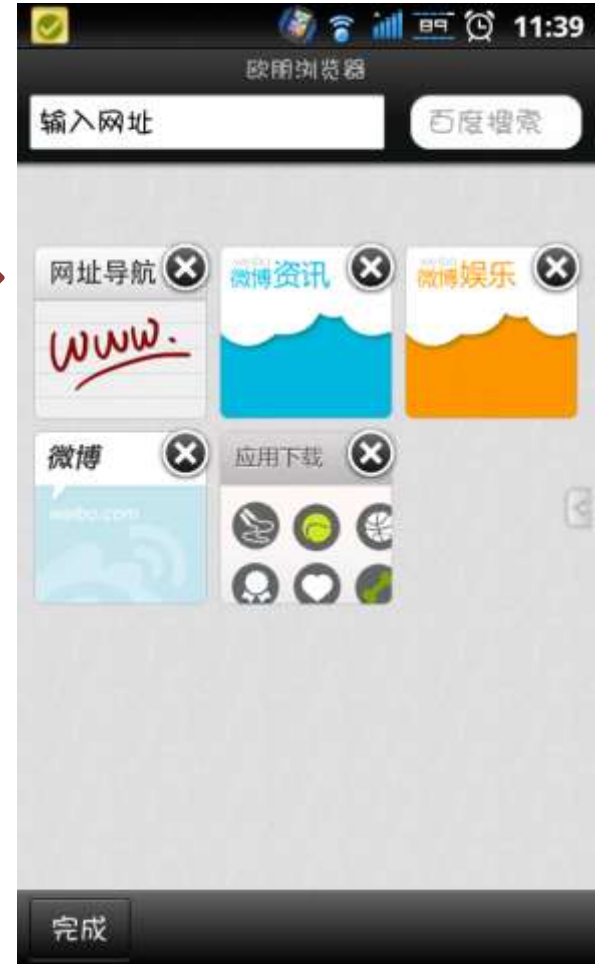 89 11:39
欧朋浏览器
输入网址 百度搜索
网址导航 微博资讯 微博娱乐
www.
微博 应用下载
weibo.com
完成